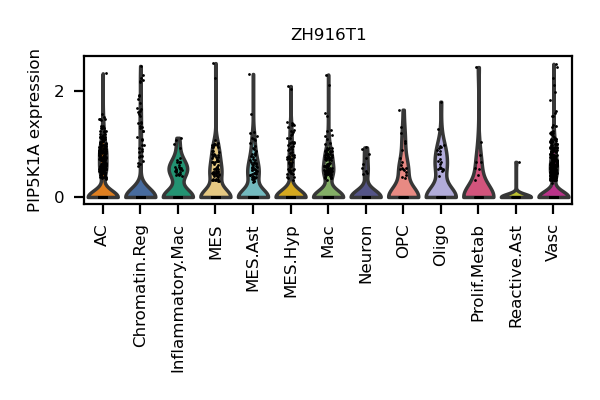 ZH916T1
PIP5K1A expression
2
0
AC
Chromatin.Reg
Inflammatory.Mac
MES
MES.Ast
MES.Hyp
Mac
Neuron
OPC
Oligo
Prolif.Metab
Reactive.Ast
Vasc